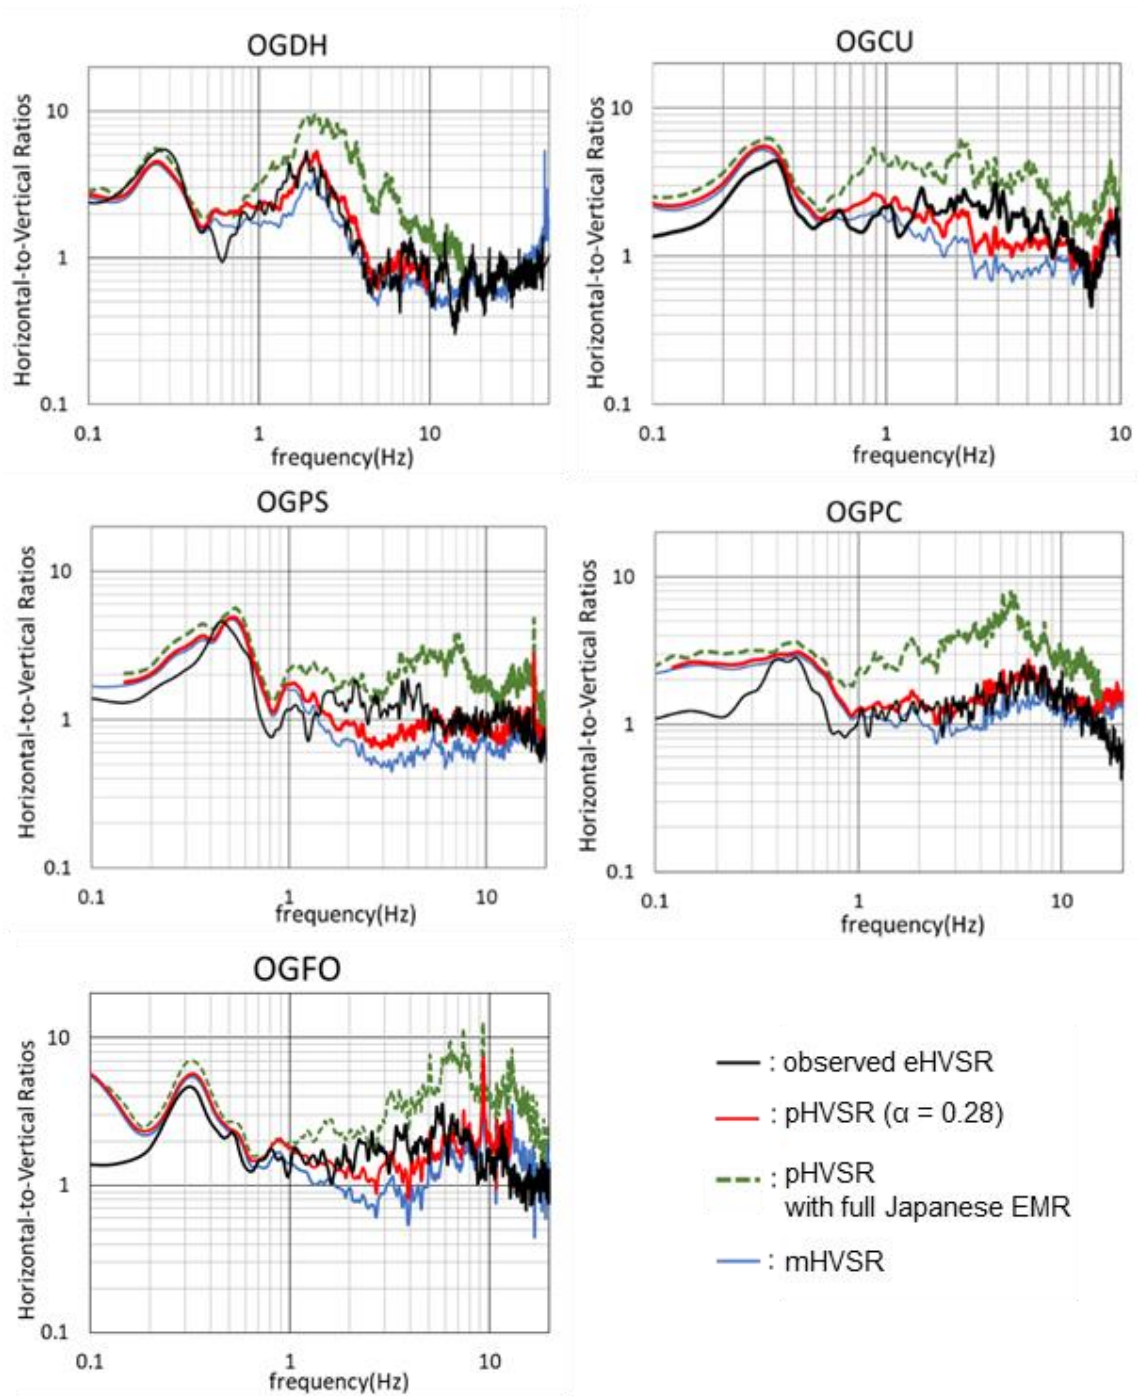 OGDH
Horizontal-to-Vertical Ratios
10
1
0.1
0.1
1
10
frequency(Hz)
OGCU
Horizontal-to-Vertical Ratios
10
1
0.1
0.1
1
10
frequency(Hz)
OGPS
Horizontal-to-Vertical Ratios
10
1
0.1
0.1
1
10
frequency(Hz)
OGPC
Horizontal-to-Vertical Ratios
10
1
0.1
0.1
1
10
frequency(Hz)
OGFO
Horizontal-to-Vertical Ratios
10
1
0.1
0.1
1
10
frequency(Hz)
: observed eHVSR
: pHVSR (α = 0.28)
: pHVSR
with full Japanese EMR
: mHVSR